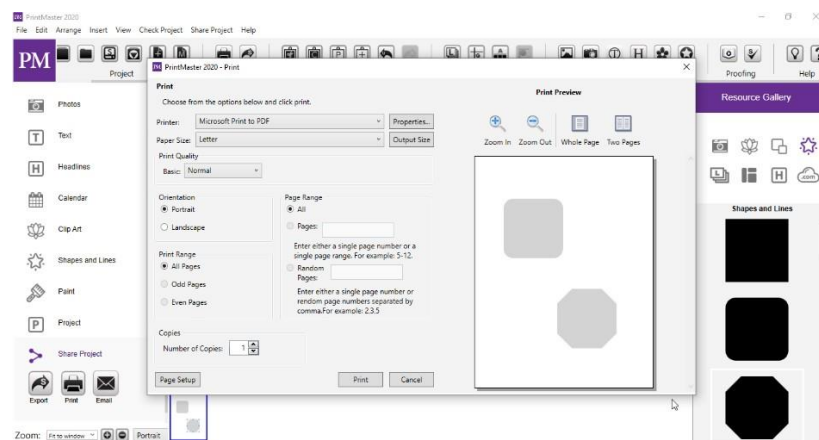 PM PrintMaster 2020
File Edit Arrange Insert View Check Project Share Project Help
PM
Project
Proofing
Help
Photos
Text
Headlines
Calendar
Clip Art
Shapes and Lines
Paint
Project
Share Project
Export Print Email
Zoom: Fit to window Portrait
PM PrintMaster 2020 - Print
Print
Choose from the options below and click print.
Printer: Microsoft Print to PDF Properties...
Paper Size: Letter Output Size
Print Quality
Basic: Normal
Orientation
Portrait
Landscape
Print Range
All Pages
Odd Pages
Even Pages
Page Range
All
Pages:
Enter either a single page number or a
single page range. For example: 5-12.
Random
Pages:
Enter either a single page number or
rendom page numbers separated by
comma.For example: 2,3,5
Copies
Number of Copies: 1
Page Setup Print Cancel
Print Preview
Zoom In Zoom Out Whole Page Two Pages
Resource Gallery
.com
Shapes and Lines